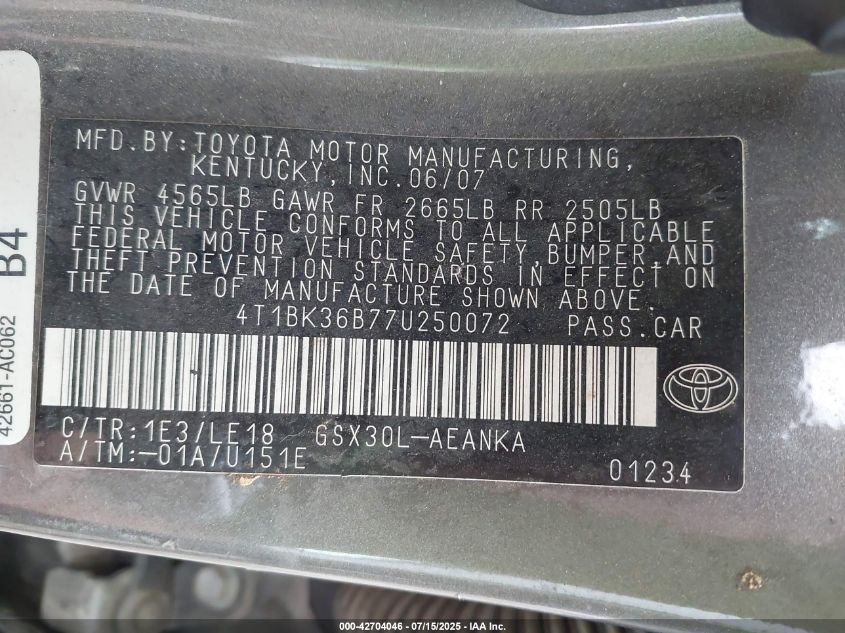 MFD.BY:TOYOTA MOTOR MANUFACTURING,
KENTUCKY,INC.06/07
GVWR 4565LB GAWR FR 2665LB RR 2505LB
THIS VEHICLE CONFORMS TO ALL APPLICABLE
FEDERAL MOTOR VEHICLE SAFETY,BUMPER,AND
THEFT PREVENTION STANDARDS IN EFFECT ON
THE DATE OF MANUFACTURE SHOWN ABOVE.
4T1BK36B77U250072 PASS.CAR
C/TR:1E3/LE18 GSX30L-AEANKA
A/TM:-01A/U151E
01234
42661-AC062
B4
000-42704046 - 07/15/2025 - IAA Inc.